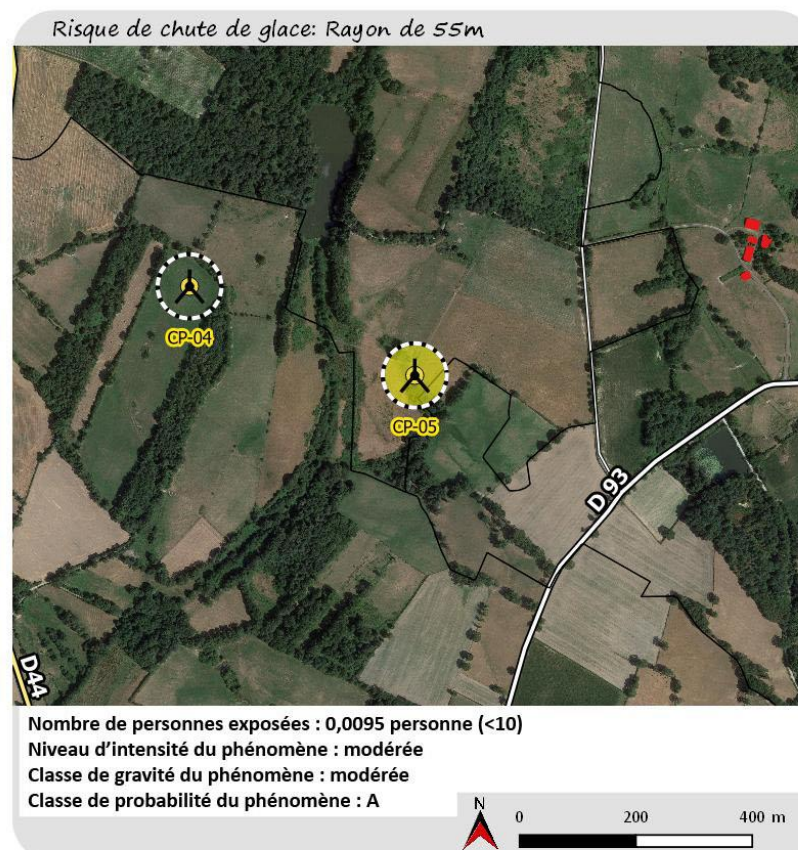 Risque de chute de glace: Rayon de 55m
CP-04
CP-05
D 93
D44
Nombre de personnes exposées : 0,0095 personne (<10)
Niveau d’intensité du phénomène : modérée
Classe de gravité du phénomène : modérée
Classe de probabilité du phénomène : A
N
0 200 400 m